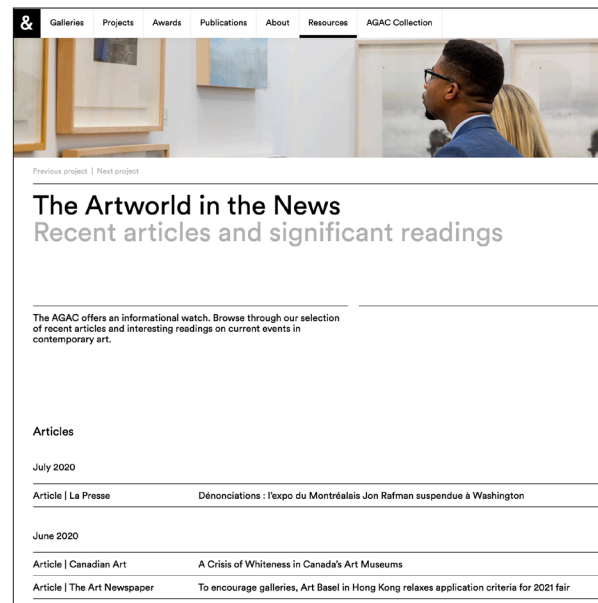 &
Galleries Projects Awards Publications About Resources AGAC Collection
Previous project | Next project
The Artworld in the News
Recent articles and significant readings
The AGAC offers an informational watch. Browse through our selection
of recent articles and interesting readings on current events in
contemporary art.
Articles
July 2020
Article | La Presse Dénonciations : l'expo du Montréalais Jon Rafman suspendue à Washington
June 2020
Article | Canadian Art A Crisis of Whiteness in Canada's Art Museums
Article | The Art Newspaper To encourage galleries, Art Basel in Hong Kong relaxes application criteria for 2021 fair